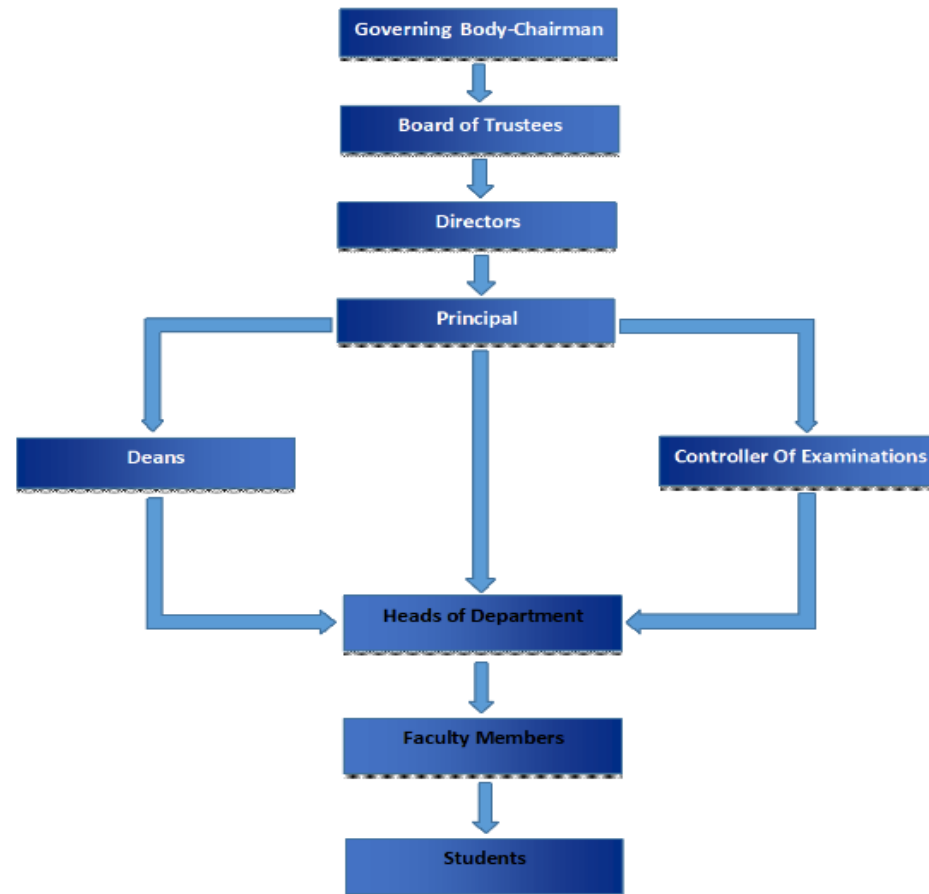 Governing Body-Chairman
Board of Trustees
Directors
Principal
Deans
Controller Of Examinations
Heads of Department
Faculty Members
Students